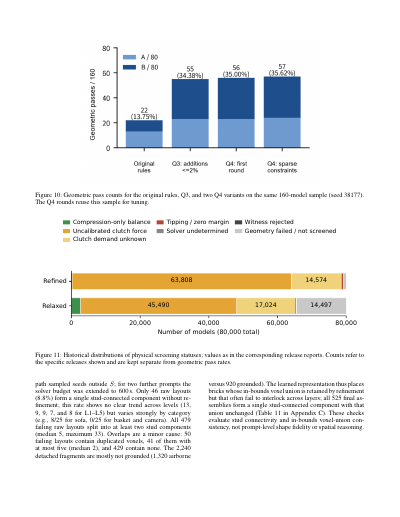 80
60
40
20
0
Geometric passes / 160
A / 80
B / 80
22
(13.75%)
55
(34.38%)
56
(35.00%)
57
(35.62%)
Original
rules
Q3: additions
<=2%
Q4: first
round
Q4: sparse
constraints
Figure 10: Geometric pass counts for the original rules, Q3, and two Q4 variants on the same 160-model sample (seed 38177).
The Q4 rounds reuse this sample for tuning.
Compression-only balance
Uncalibrated clutch force
Clutch demand unknown
Tipping / zero margin
Solver undetermined
Witness rejected
Geometry failed / not screened
Refined
63,808
14,574
Relaxed
45,490
17,024
14,497
0
20,000
40,000
60,000
80,000
Number of models (80,000 total)
Figure 11: Historical distributions of physical screening statuses; values as in the corresponding release reports. Counts refer to
the specific releases shown and are kept separate from geometric pass rates.
path sampled seeds outside S; for two further prompts the
solver budget was extended to 600 s. Only 46 raw layouts
(8.8%) form a single stud-connected component without re-
finement; this rate shows no clear trend across levels (13,
9, 9, 7, and 8 for L1–L5) but varies strongly by category
(e.g., 8/25 for sofa, 0/25 for basket and camera). All 479
failing raw layouts split into at least two stud components
(median 5, maximum 33). Overlaps are a minor cause: 50
failing layouts contain duplicated voxels, 41 of them with
at most five (median 2), and 429 contain none. The 2,240
detached fragments are mostly not grounded (1,320 airborne
versus 920 grounded). The learned representation thus places
bricks whose in-bounds voxel union is retained by refinement
but that often fail to interlock across layers; all 525 final as-
semblies form a single stud-connected component with that
union unchanged (Table 11 in Appendix C). These checks
evaluate stud connectivity and in-bounds voxel-union con-
sistency, not prompt-level shape fidelity or spatial reasoning.